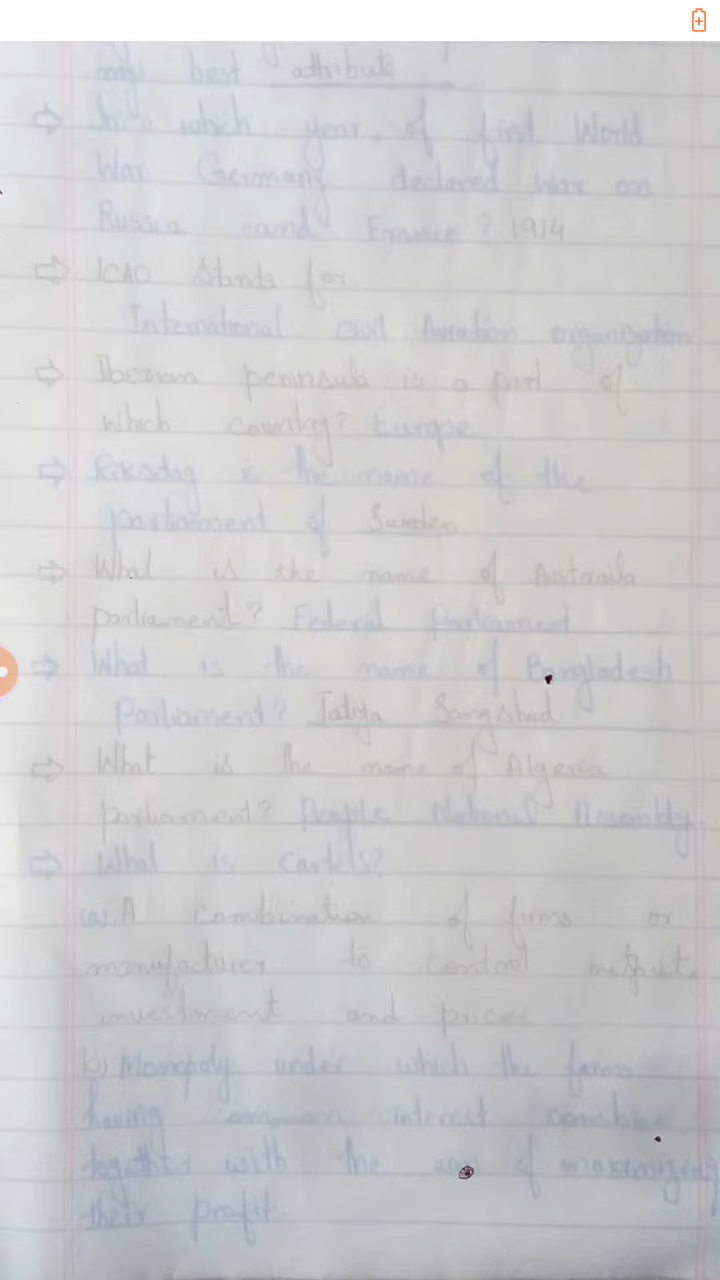 my best attribute
⇒ In which year of first World
War Germany declared war on
Russia and France? 1914
⇒ ICAO Stands for
International civil Aviation organization
⇒ Iberian peninsula is a part of
which country? Europe
⇒ Riksdag is the name of the
parliament of Sweden
⇒ What is the name of Austraila
parliament? Federal Parliament
⇒ What is the name of Bangladesh
Parliament? Jatiya Sangshad
⇒ What is the name of Algeria
parliament? People National Assembly.
⇒ What is cartels?
(a) A combination of firms or
manufacturer to control output,
investment and prices
b) Monopoly under which the farms
having common interest combine
together with the aim of maximizing
their profit.